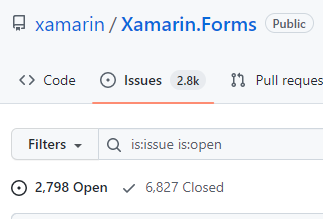 xamarin / Xamarin.Forms Public
Code Issues 2.8k Pull reques
Filters is:issue is:open
2,798 Open 6,827 Closed